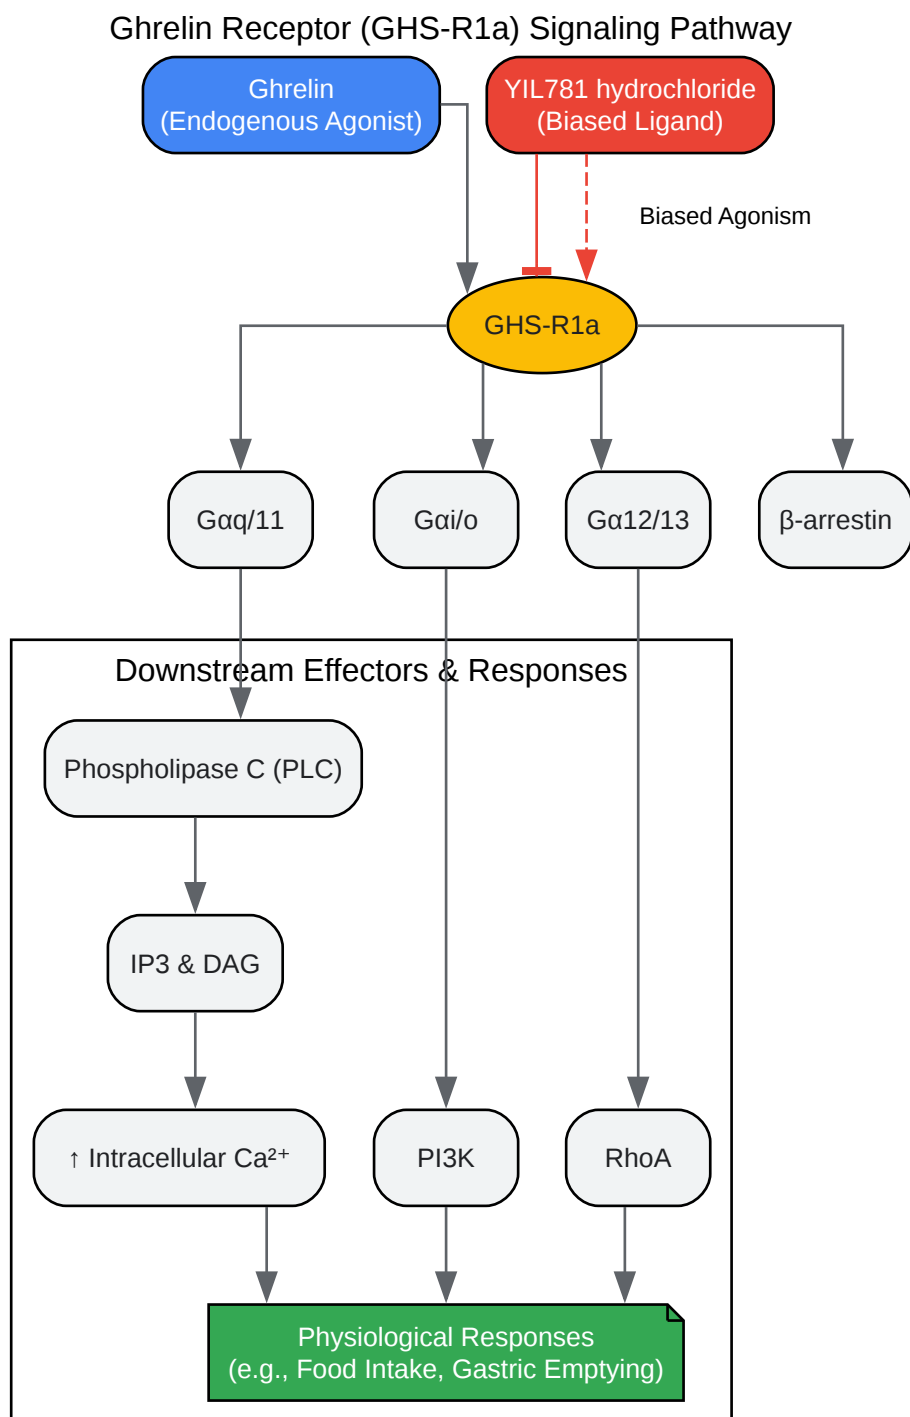 Ghrelin Receptor (GHS-R1a) Signaling Pathway
Ghrelin
(Endogenous Agonist)
YIL781 hydrochloride
(Biased Ligand)
Biased Agonism
GHS-R1a
Gαq/11
Gαi/o
Gα12/13
β-arrestin
Downstream Effectors & Responses
Phospholipase C (PLC)
IP3 & DAG
↑ Intracellular Ca²⁺
PI3K
RhoA
Physiological Responses
(e.g., Food Intake, Gastric Emptying)